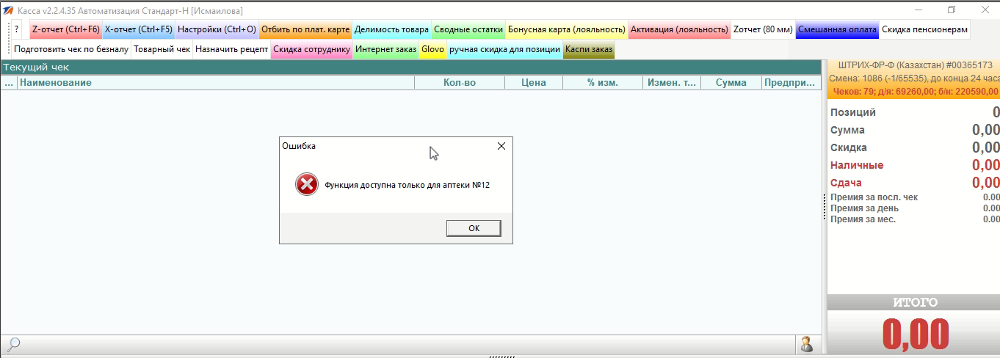 Касса v2.2.4.35 Автоматизация Стандарт-Н [Исмаилова]
? Z-отчет (Ctrl+F6) X-отчет (Ctrl+F5) Настройки (Ctrl+O) Отбить по плат. карте Делимость товара Сводные остатки Бонусная карта (лояльность) Активация (лояльность) Zотчет (80 мм) Смешанная оплата Скидка пенсионерам
Подготовить чек по безналу Товарный чек Назначить рецепт Скидка сотруднику Интернет заказ Glovo ручная скидка для позиции Каспи заказ
Текущий чек
... Наименование Кол-во Цена % изм. Измен. т... Сумма Предпри...
ШТРИХ-ФР-Ф (Казахстан) #00365173
Смена: 1086 (-1/65535), до конца 24 часа
Чеков: 79; д/я: 69260,00; б/н: 220590,00
Позиций 0
Сумма 0,00
Скидка 0,00
Наличные 0,00
Сдача 0,00
Премия за посл. чек 0.00
Премия за день 0.00
Премия за мес. 0.00
Ошибка
Функция доступна только для аптеки №12
OK
ИТОГО
0,00